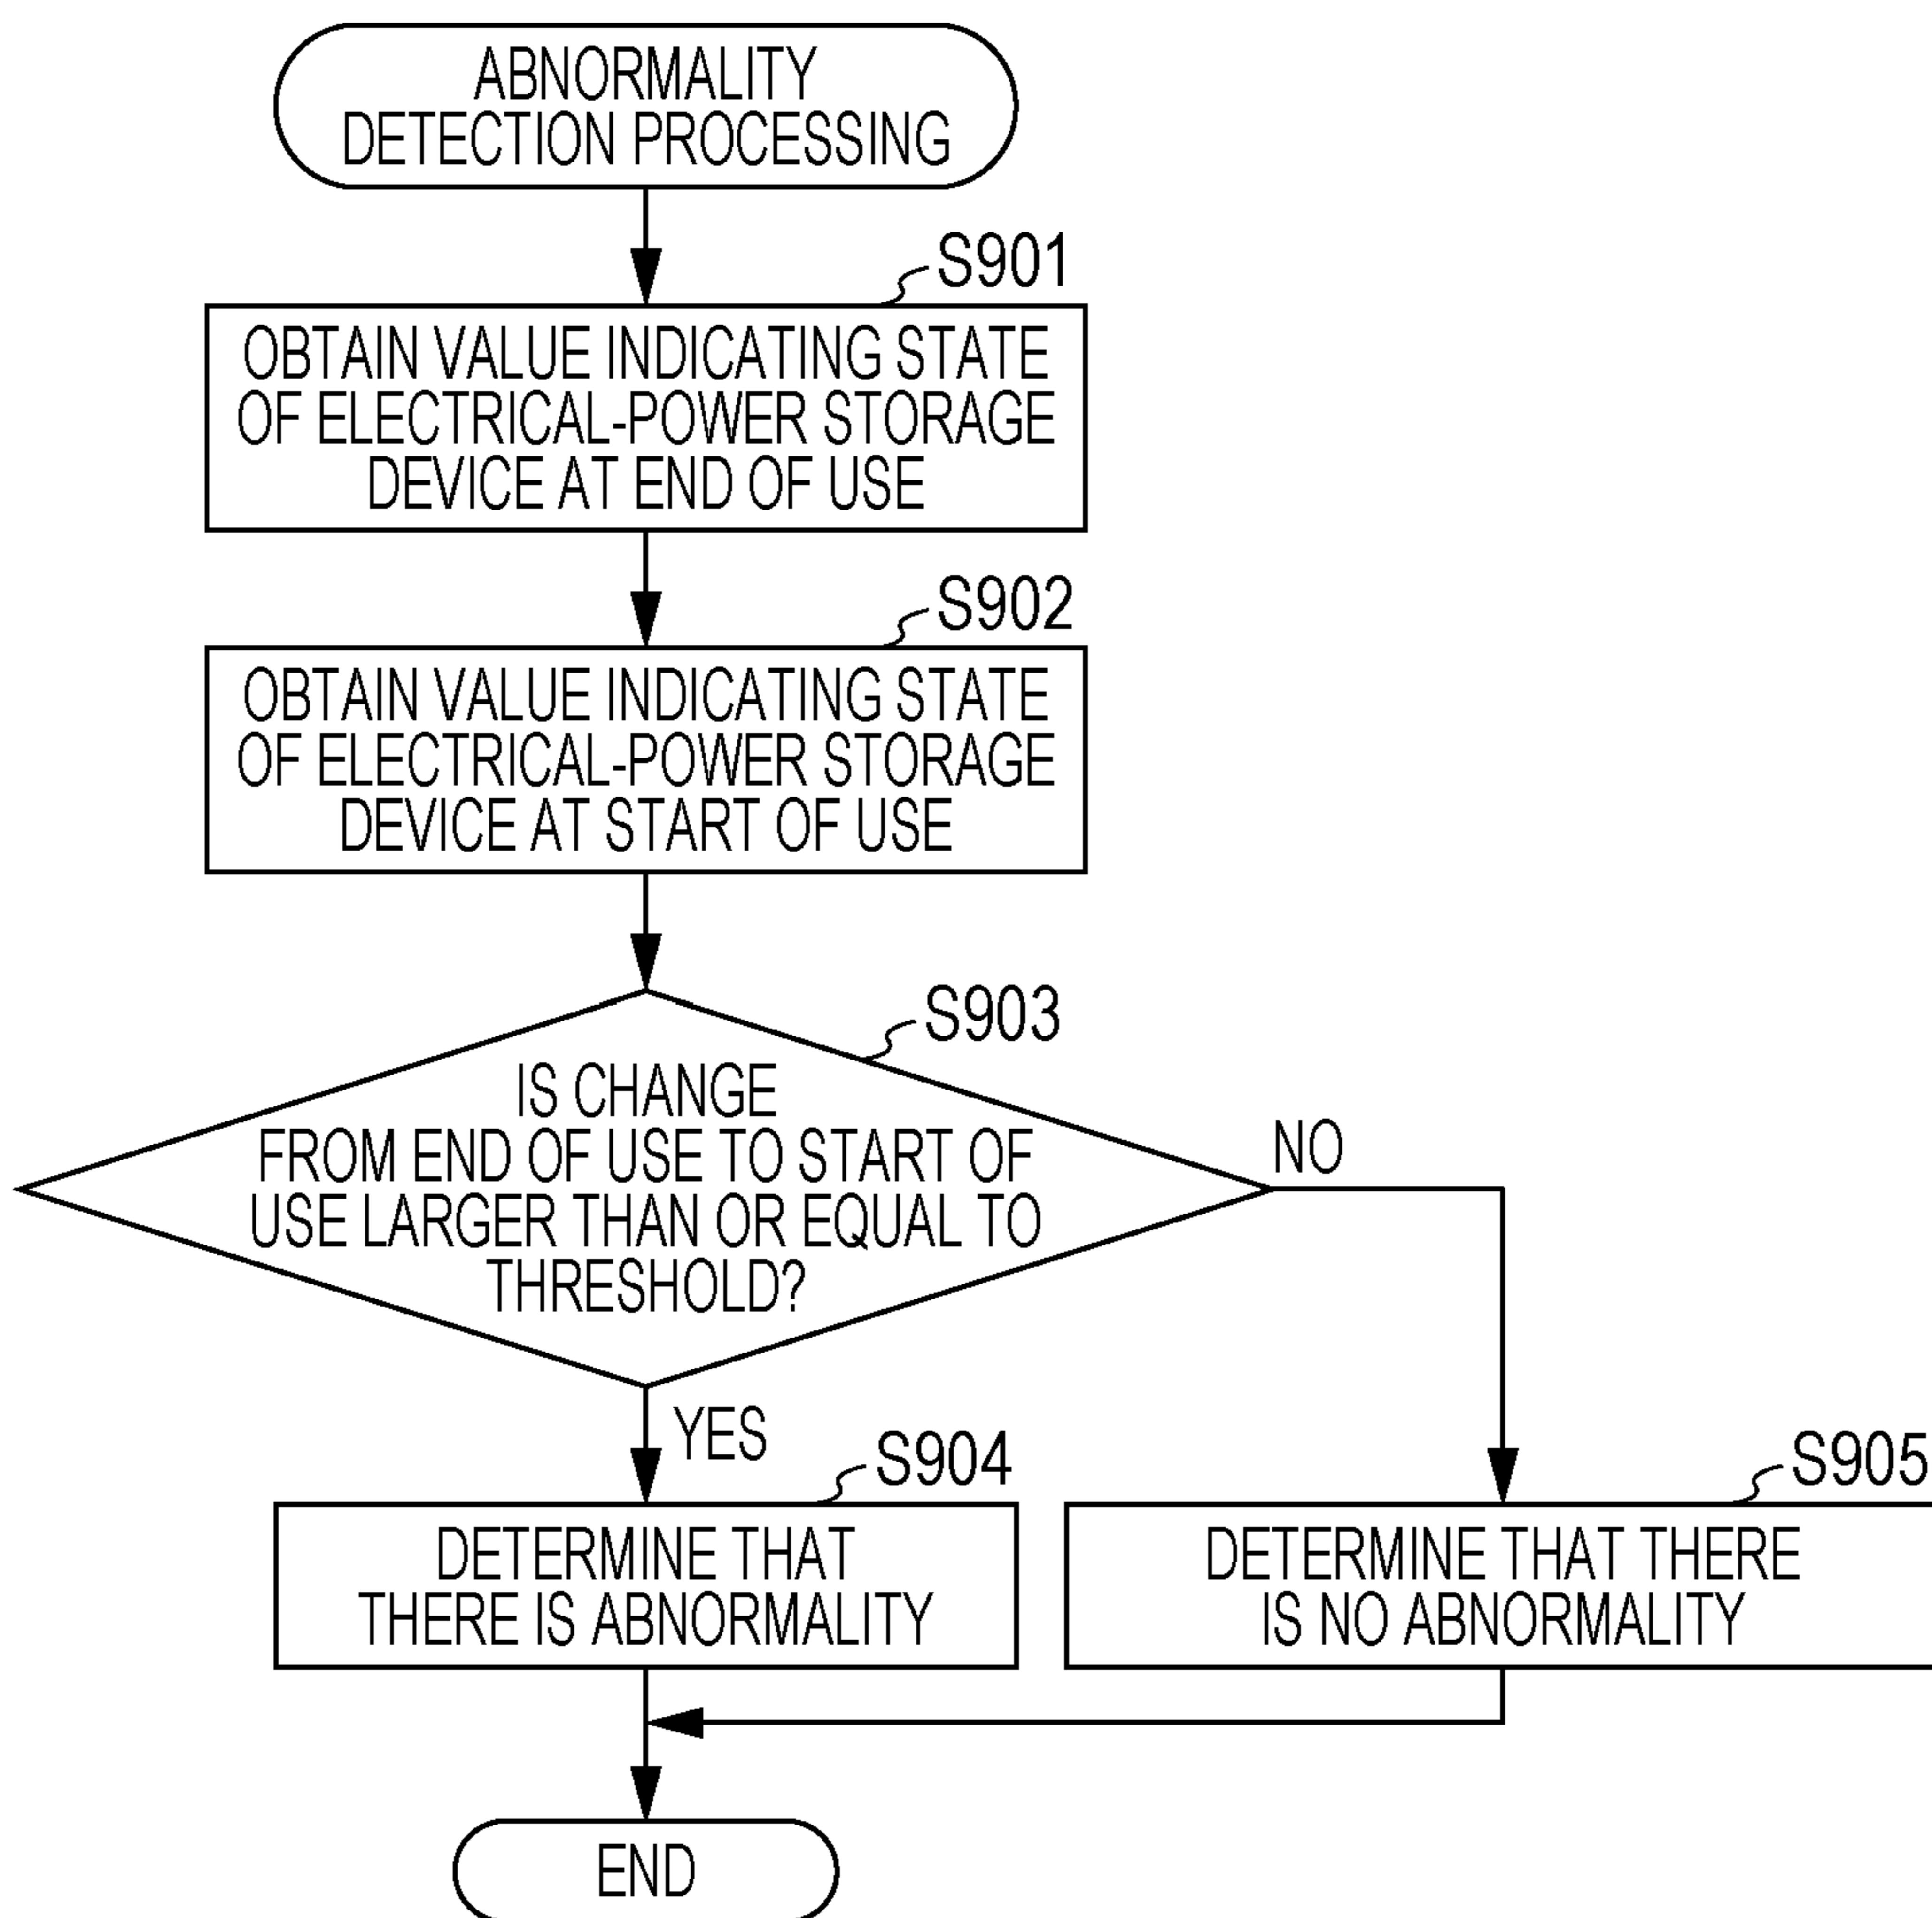 ABNORMALITY
DETECTION PROCESSING
S901
OBTAIN VALUE INDICATING STATE
OF ELECTRICAL-POWER STORAGE
DEVICE AT END OF USE
S902
OBTAIN VALUE INDICATING STATE
OF ELECTRICAL-POWER STORAGE
DEVICE AT START OF USE
S903
IS CHANGE
FROM END OF USE TO START OF
USE LARGER THAN OR EQUAL TO
THRESHOLD?
NO
YES
S904
DETERMINE THAT
THERE IS ABNORMALITY
S905
DETERMINE THAT THERE
IS NO ABNORMALITY
END